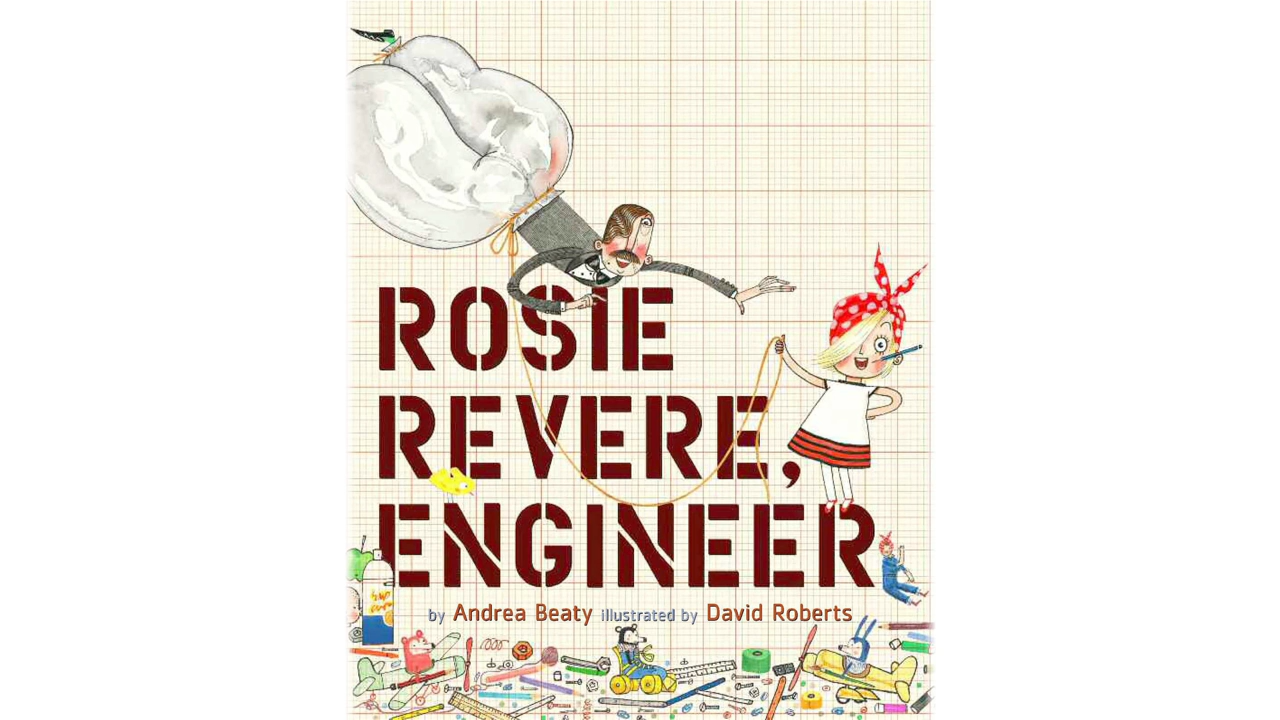 ROSIE
REVERE,
ENGINEER
by Andrea Beaty illustrated by David Roberts